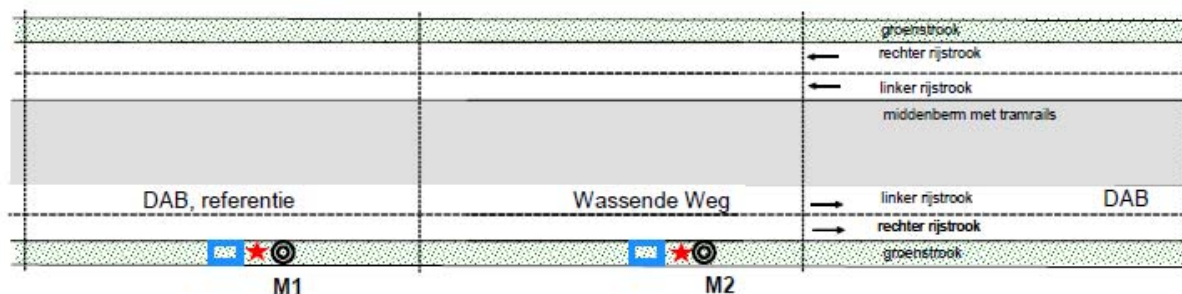 groenstrook
rechter rijstrook
linker rijstrook
middenberm met tramrails
DAB, referentie Wassende Weg linker rijstrook DAB
rechter rijstrook
groenstrook
M1 M2